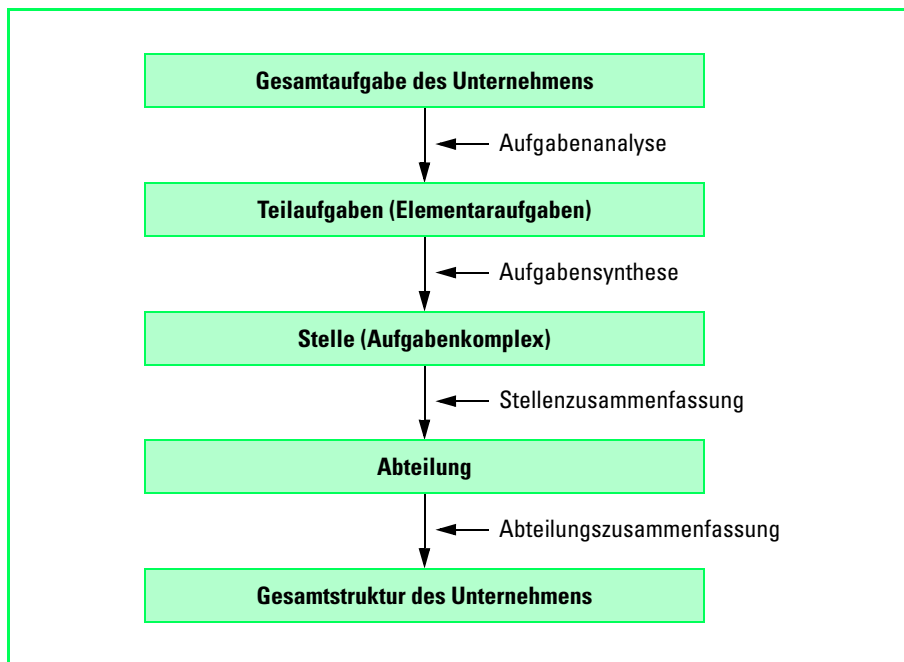 Gesamtaufgabe des Unternehmens
Aufgabenanalyse
Teilaufgaben (Elementaraufgaben)
Aufgabensynthese
Stelle (Aufgabenkomplex)
Stellenzusammenfassung
Abteilung
Abteilungszusammenfassung
Gesamtstruktur des Unternehmens